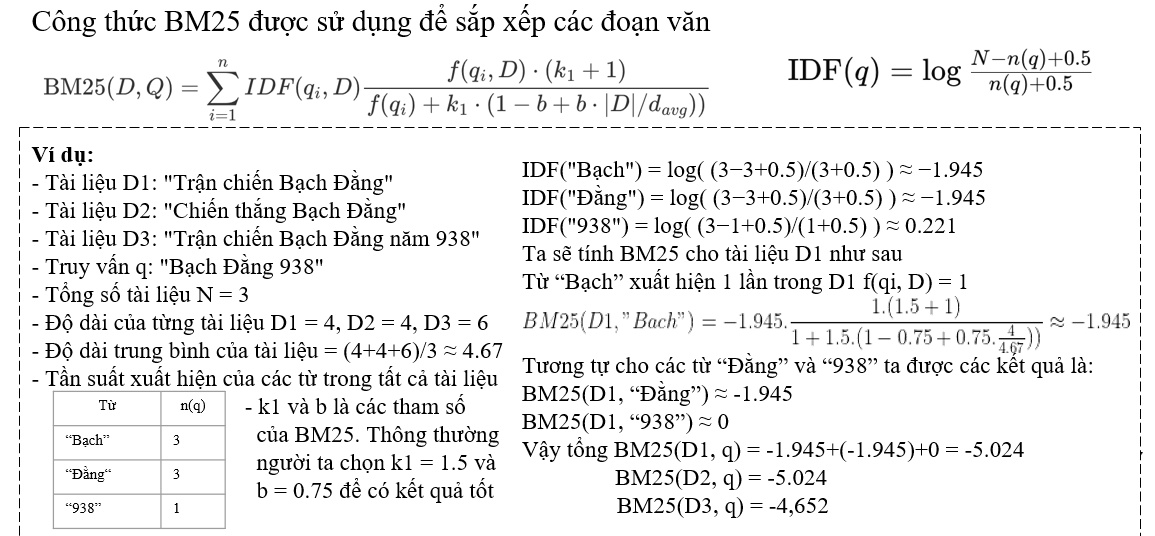 Công thức BM25 được sử dụng để sắp xếp các đoạn văn
BM25(D, Q) = ∑_{i=1}^{n} IDF(q_i, D) f(q_i, D) · (k_1 + 1) / f(q_i) + k_1 · (1 − b + b · |D|/d_{avg}))
IDF(q) = log N−n(q)+0.5 / n(q)+0.5
Ví dụ:
- Tài liệu D1: "Trận chiến Bạch Đằng"
- Tài liệu D2: "Chiến thắng Bạch Đằng"
- Tài liệu D3: "Trận chiến Bạch Đằng năm 938"
- Truy vấn q: "Bạch Đằng 938"
- Tổng số tài liệu N = 3
- Độ dài của từng tài liệu D1 = 4, D2 = 4, D3 = 6
- Độ dài trung bình của tài liệu = (4+4+6)/3 ≈ 4.67
- Tần suất xuất hiện của các từ trong tất cả tài liệu
Từ n(q)
“Bạch” 3
“Đằng“ 3
“938” 1
- k1 và b là các tham số
của BM25. Thông thường
người ta chọn k1 = 1.5 và
b = 0.75 để có kết quả tốt
IDF("Bạch") = log( (3−3+0.5)/(3+0.5) ) ≈ −1.945
IDF("Đằng") = log( (3−3+0.5)/(3+0.5) ) ≈ −1.945
IDF("938") = log( (3−1+0.5)/(1+0.5) ) ≈ 0.221
Ta sẽ tính BM25 cho tài liệu D1 như sau
Từ “Bạch” xuất hiện 1 lần trong D1 f(qi, D) = 1
BM25(D1, ”Bach”) = −1.945. 1.(1.5 + 1) / 1 + 1.5.(1 − 0.75 + 0.75. 4/4.67)) ≈ −1.945
Tương tự cho các từ “Đằng” và “938” ta được các kết quả là:
BM25(D1, “Đằng”) ≈ -1.945
BM25(D1, “938”) ≈ 0
Vậy tổng BM25(D1, q) = -1.945+(-1.945)+0 = -5.024
BM25(D2, q) = -5.024
BM25(D3, q) = -4,652